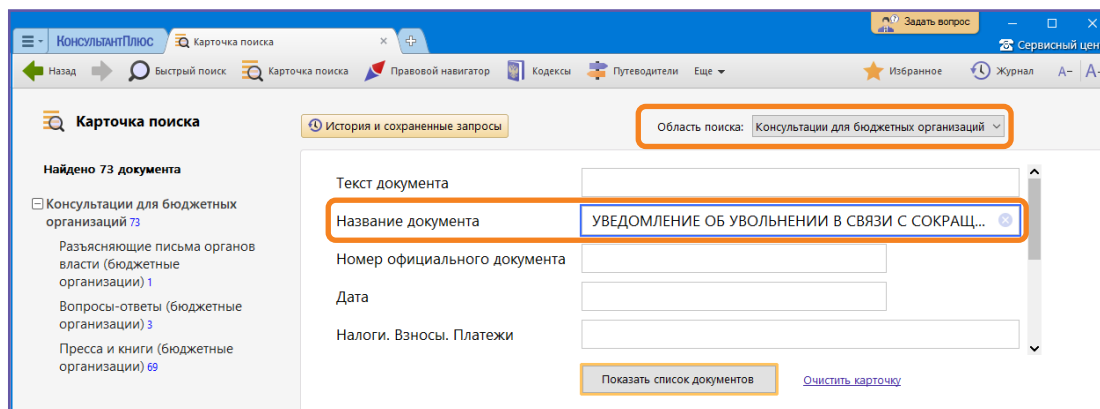 Задать вопрос
КонсультантПлюс
Карточка поиска
Сервисный цен
Назад
Быстрый поиск
Карточка поиска
Правовой навигатор
Кодексы
Путеводители
Еще
Избранное
Журнал
А−
А-
Карточка поиска
История и сохраненные запросы
Область поиска: Консультации для бюджетных организаций
Найдено 73 документа
Консультации для бюджетных
организаций 73
Разъясняющие письма органов
власти (бюджетные
организации) 1
Вопросы-ответы (бюджетные
организации) 3
Пресса и книги (бюджетные
организации) 69
Текст документа
Название документа УВЕДОМЛЕНИЕ ОБ УВОЛЬНЕНИИ В СВЯЗИ С СОКРАЩ...
Номер официального документа
Дата
Налоги. Взносы. Платежи
Показать список документов
Очистить карточку